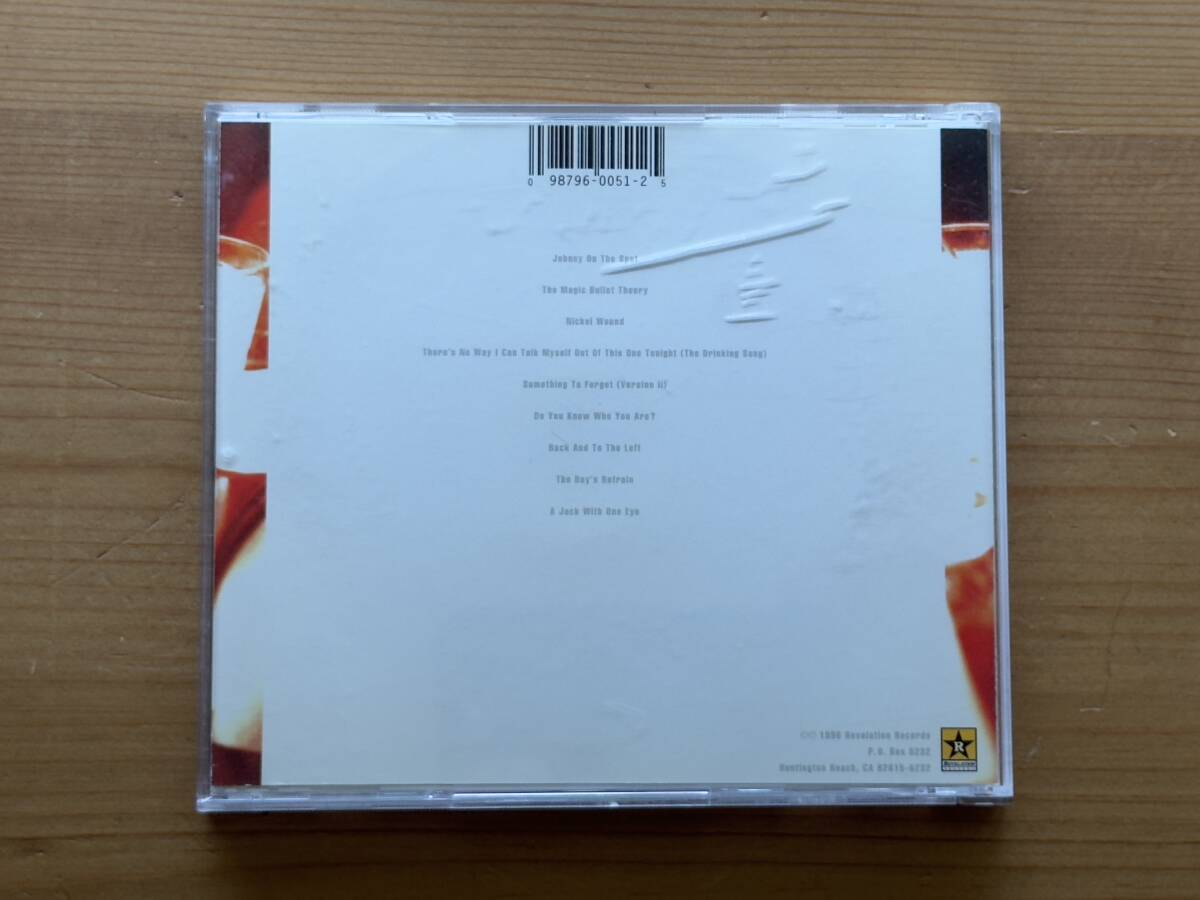 0 98796-0051-2 5
Johnny On The Spot
The Magic Bullet Theory
Nickel Wound
There's No Way I Can Talk Myself Out Of This One Tonight (The Drinking Song)
Something To Forget (Version ii)
Do You Know Who You Are?
Back And To The Left
The Boy's Refrain
A Jack With One Eye
©℗ 1996 Revelation Records
P.O. Box 5232
Huntington Beach, CA 92615-5232
R
REVELATION
RECORDS